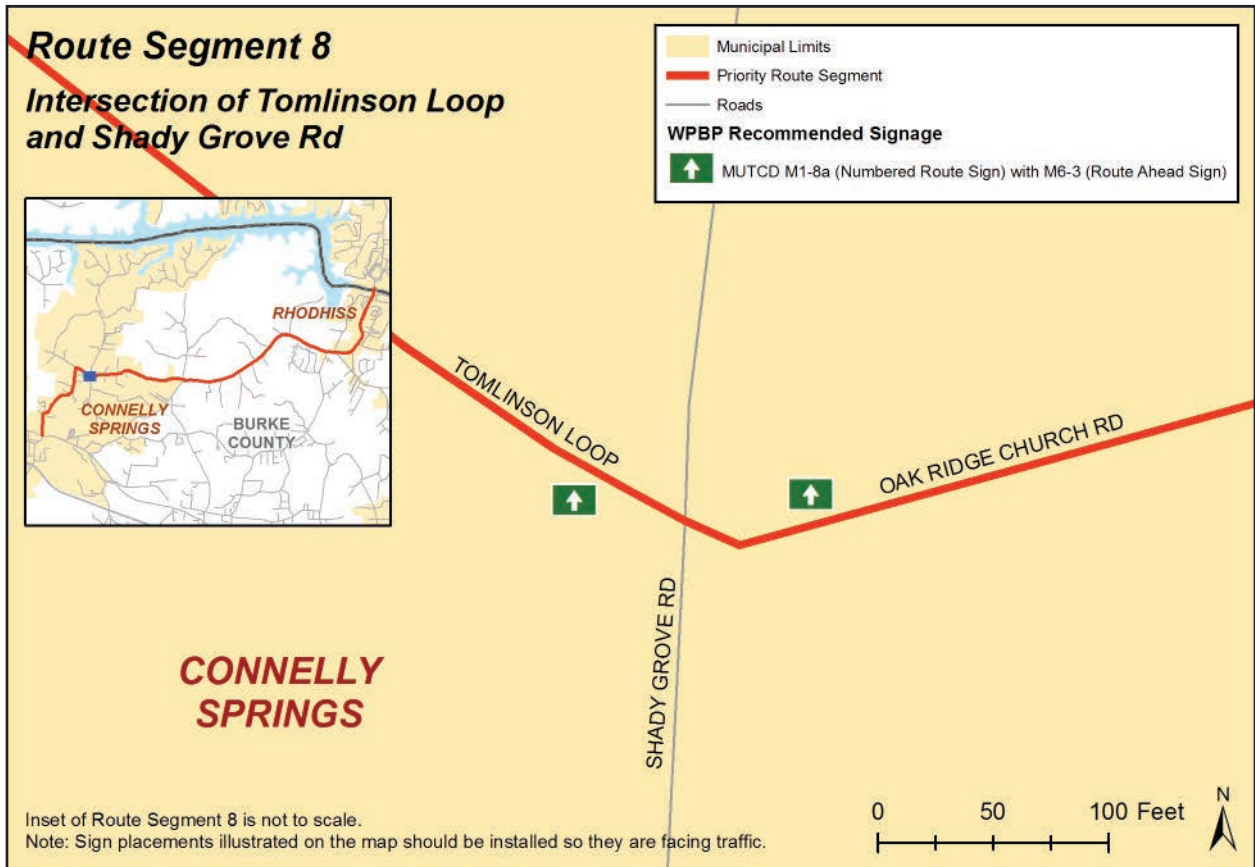 Route Segment 8
Intersection of Tomlinson Loop
and Shady Grove Rd
Municipal Limits
Priority Route Segment
Roads
WPBP Recommended Signage
MUTCD M1-8a (Numbered Route Sign) with M6-3 (Route Ahead Sign)
RHODHISS
CONNELLY
SPRINGS
BURKE
COUNTY
TOMLINSON LOOP
OAK RIDGE CHURCH RD
SHADY GROVE RD
CONNELLY
SPRINGS
Inset of Route Segment 8 is not to scale.
Note: Sign placements illustrated on the map should be installed so they are facing traffic.
0 50 100 Feet
N